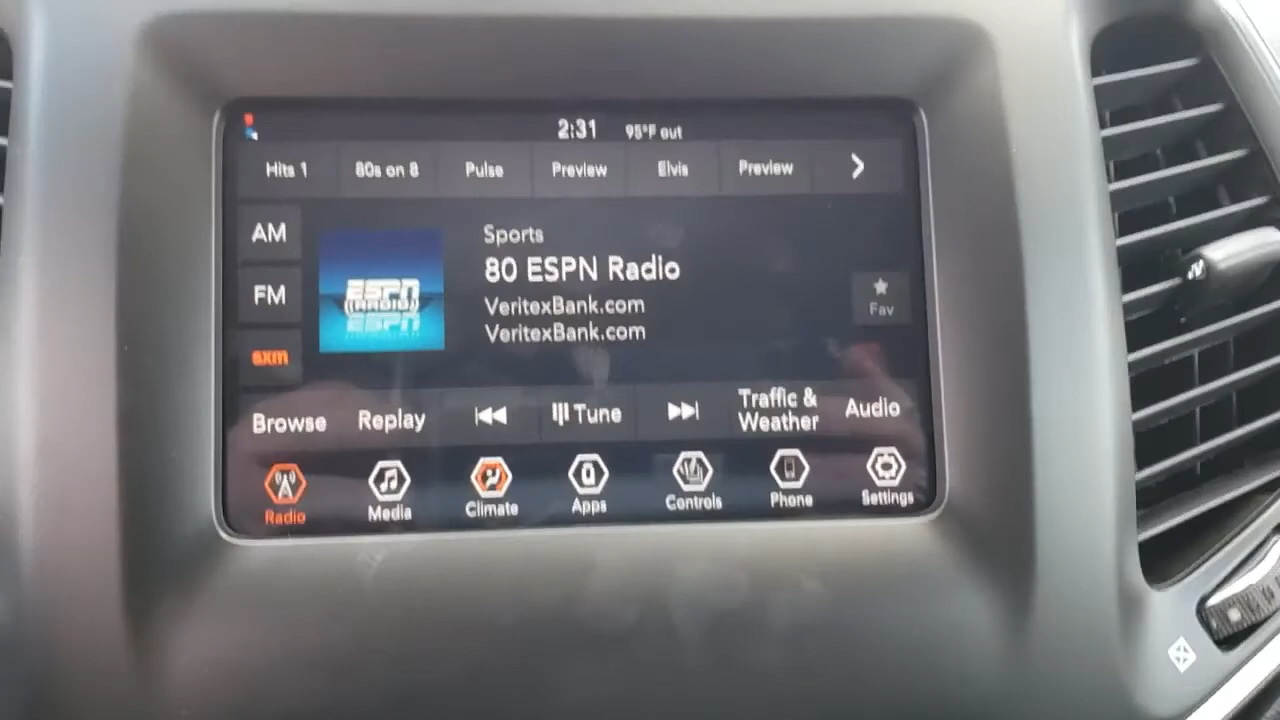 2:31 95°F out
Hits 1 80s on 8 Pulse Preview Elvis Preview
AM
FM
sxm
ESPN
RADIO
ESPN
Sports
80 ESPN Radio
VeritexBank.com
VeritexBank.com
Fav
Browse Replay Tune Traffic & Weather Audio
Radio Media Climate Apps Controls Phone Settings